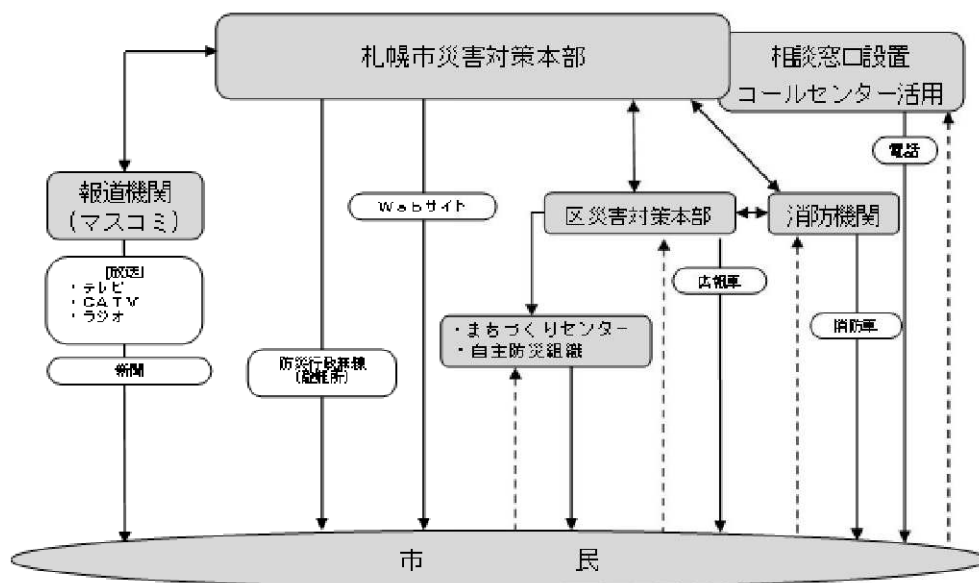 札幌市災害対策本部
相談窓口設置
コールセンター活用
電話
報道機関
(マスコミ)
Webサイト
区災害対策本部
消防機関
[放送]
・テレビ
・CATV
・ラジオ
広報車
・まちづくりセンター
・自主防災組織
消防車
新聞
防災行政無線
(避難所)
市　　　民